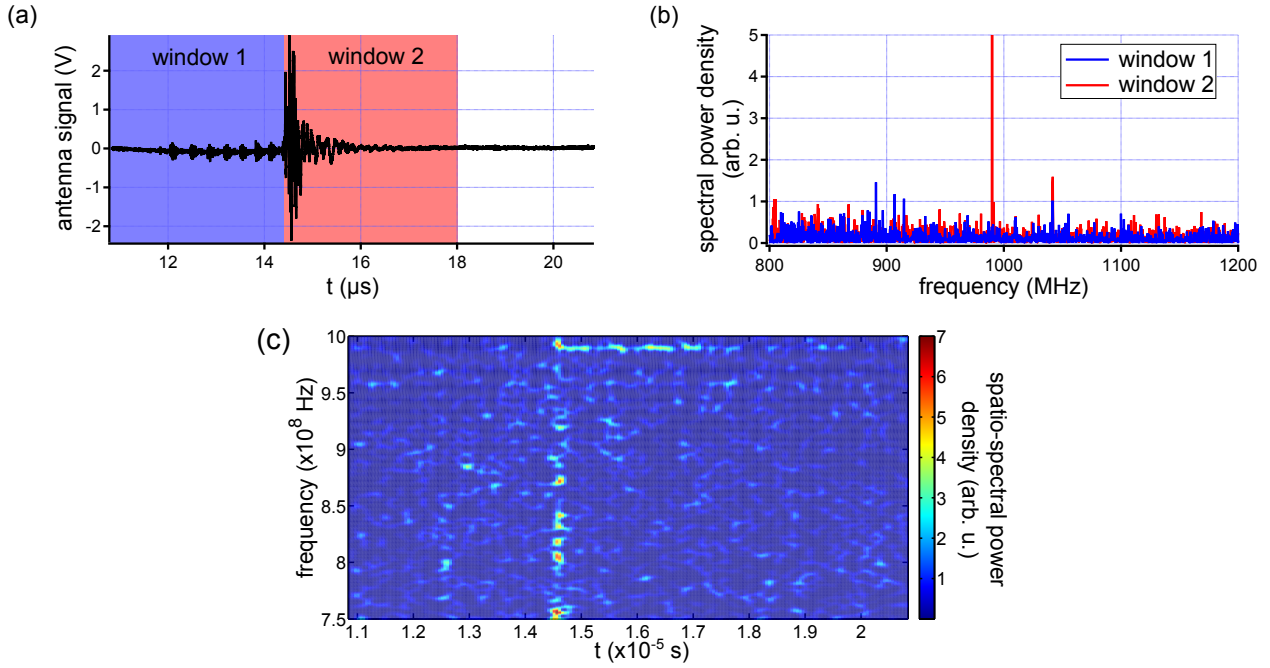 (a)
window 1
window 2
antenna signal (V)
2
1
0
-1
-2
12
14
16
18
20
t (µs)
(b)
window 1
window 2
spectral power density
(arb. u.)
5
4
3
2
1
0
800
900
1000
1100
1200
frequency (MHz)
(c)
frequency (x10⁸ Hz)
10
9.5
9
8.5
8
7.5
1.1
1.2
1.3
1.4
1.5
1.6
1.7
1.8
1.9
2
t (x10⁻⁵ s)
7
6
5
4
3
2
1
spatio-spectral power
density (arb. u.)